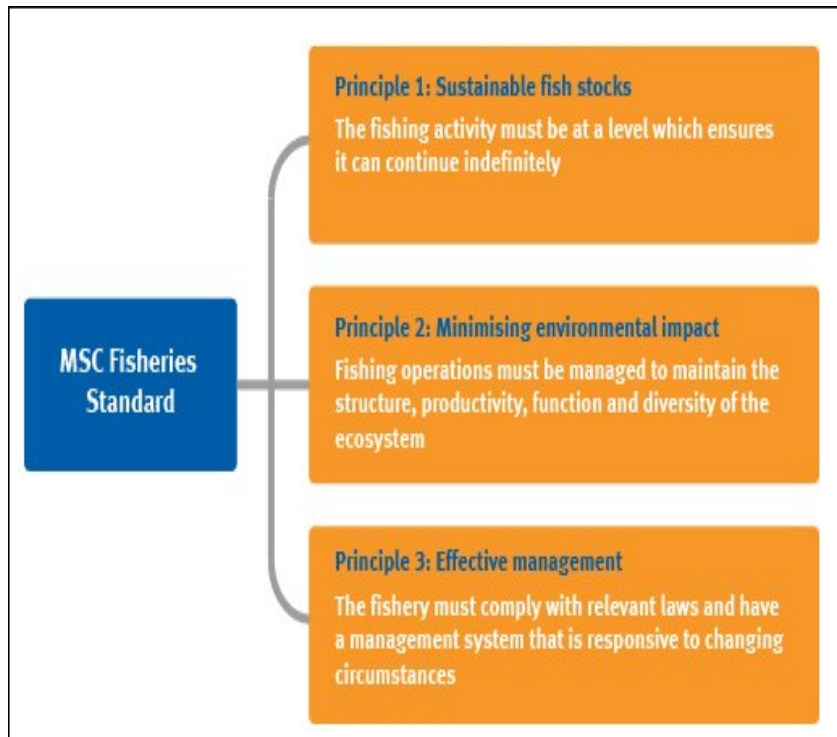 MSC Fisheries
Standard
Principle 1: Sustainable fish stocks
The fishing activity must be at a level which ensures
it can continue indefinitely
Principle 2: Minimising environmental impact
Fishing operations must be managed to maintain the
structure, productivity, function and diversity of the
ecosystem
Principle 3: Effective management
The fishery must comply with relevant laws and have
a management system that is responsive to changing
circumstances